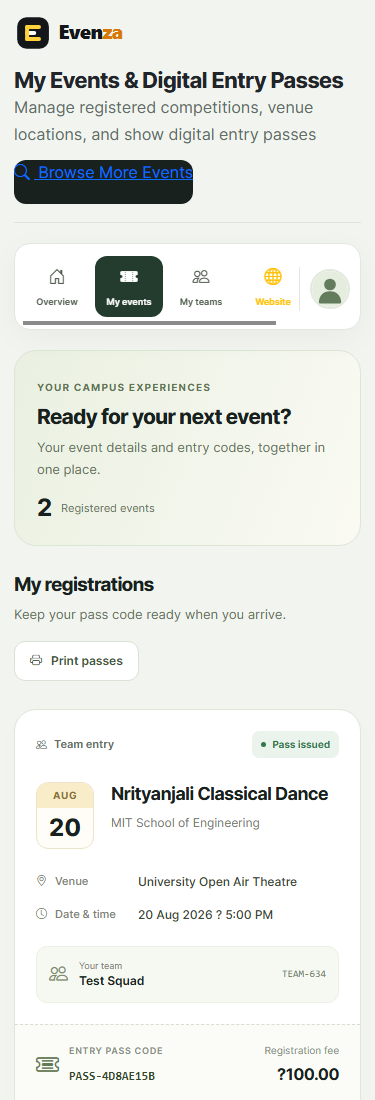 Evenza
My Events & Digital Entry Passes
Manage registered competitions, venue
locations, and show digital entry passes
Browse More Events
Overview
My events
My teams
Website
YOUR CAMPUS EXPERIENCES
Ready for your next event?
Your event details and entry codes, together in
one place.
2 Registered events
My registrations
Keep your pass code ready when you arrive.
Print passes
Team entry
Pass issued
AUG
20
Nrityanjali Classical Dance
MIT School of Engineering
Venue University Open Air Theatre
Date & time 20 Aug 2026 ? 5:00 PM
Your team
Test Squad
TEAM-634
ENTRY PASS CODE
PASS-4D8AE15B
Registration fee
?100.00